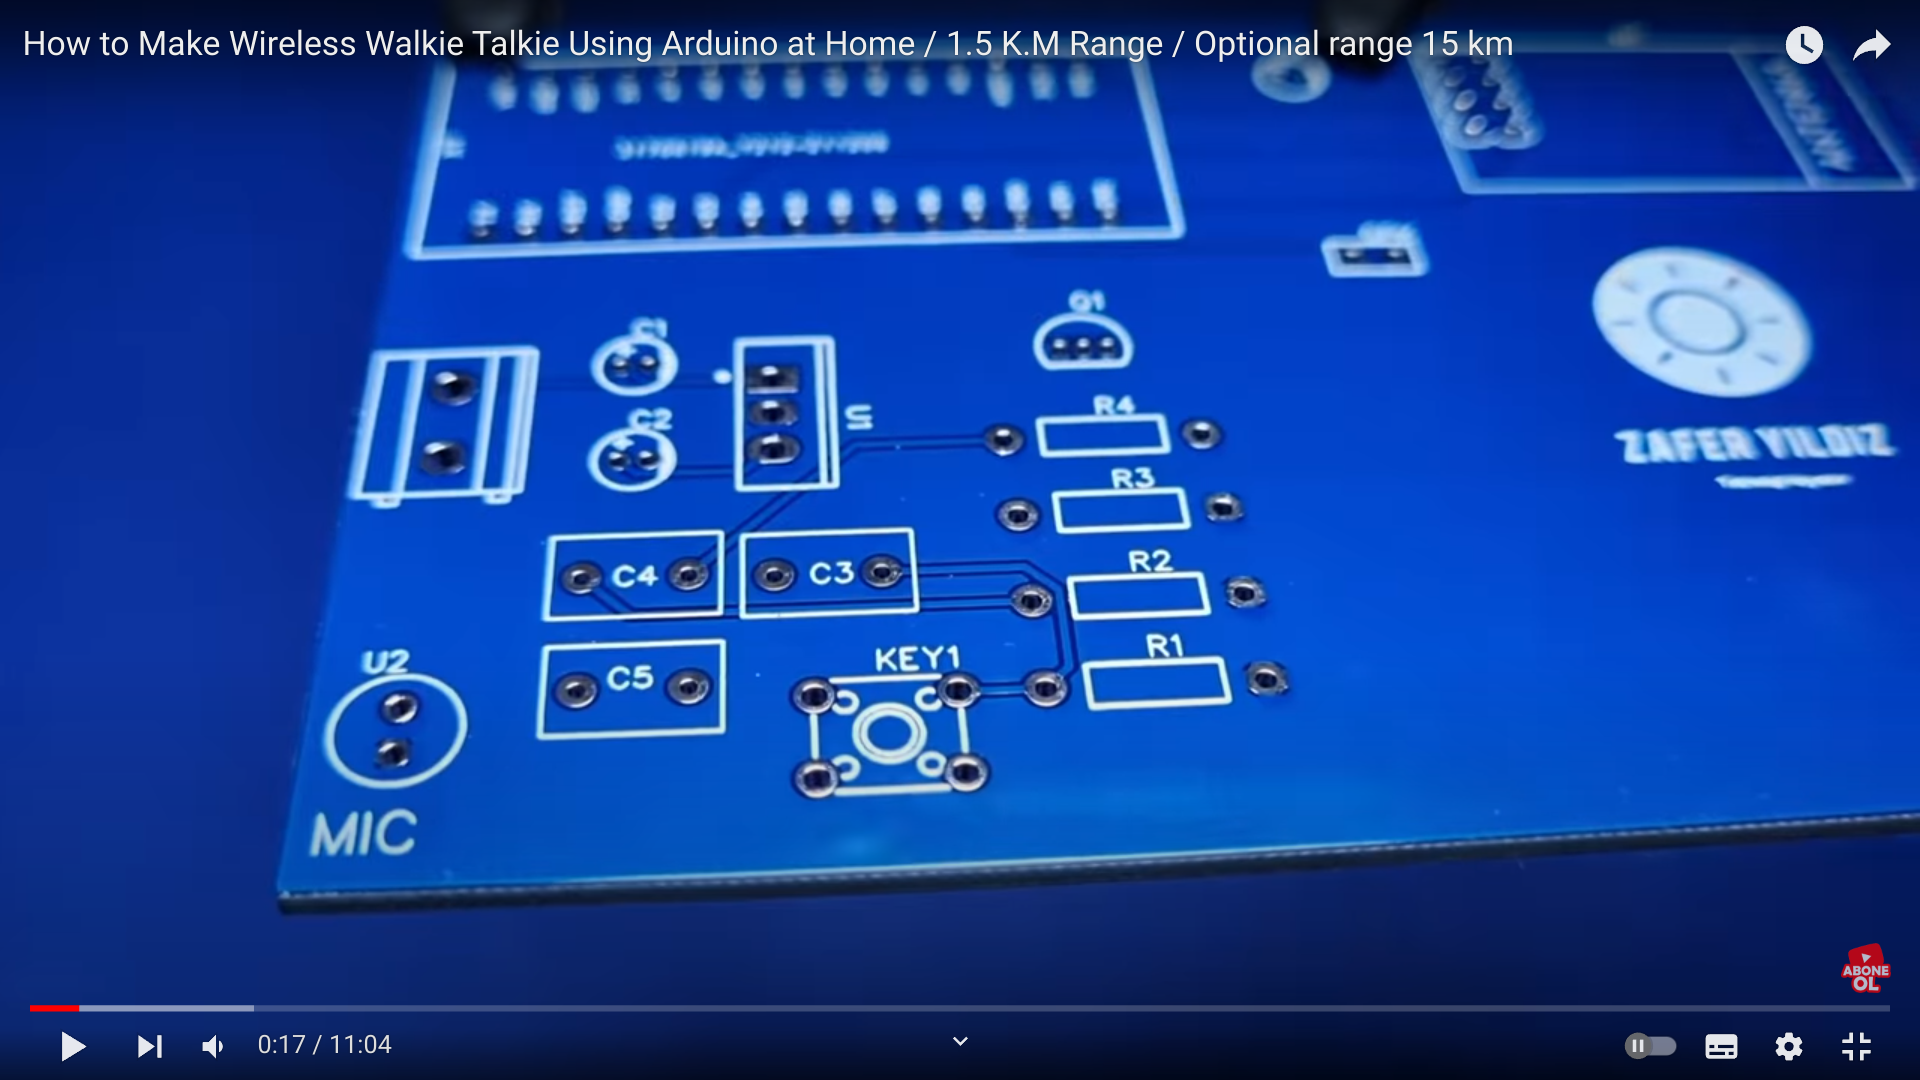 How to Make Wireless Walkie Talkie Using Arduino at Home / 1.5 K.M Range / Optional range 15 km
ANTENNA
Q1
C1
R4
C2
U1
ZAFER YILDIZ
R3
R2
C4
C3
R1
U2
KEY1
C5
MIC
ABONE
OL
0:17 / 11:04